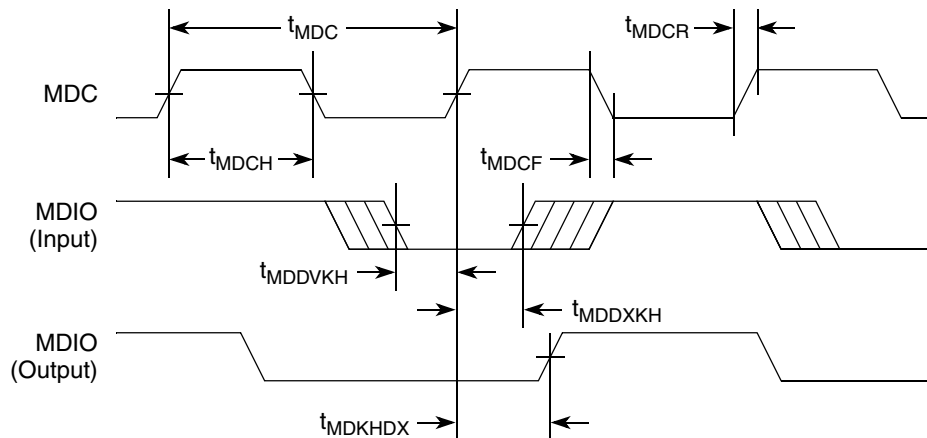 tMDC
tMDCR
MDC
tMDCH
tMDCF
MDIO
(Input)
tMDDVKH
tMDDXKH
MDIO
(Output)
tMDKHDX